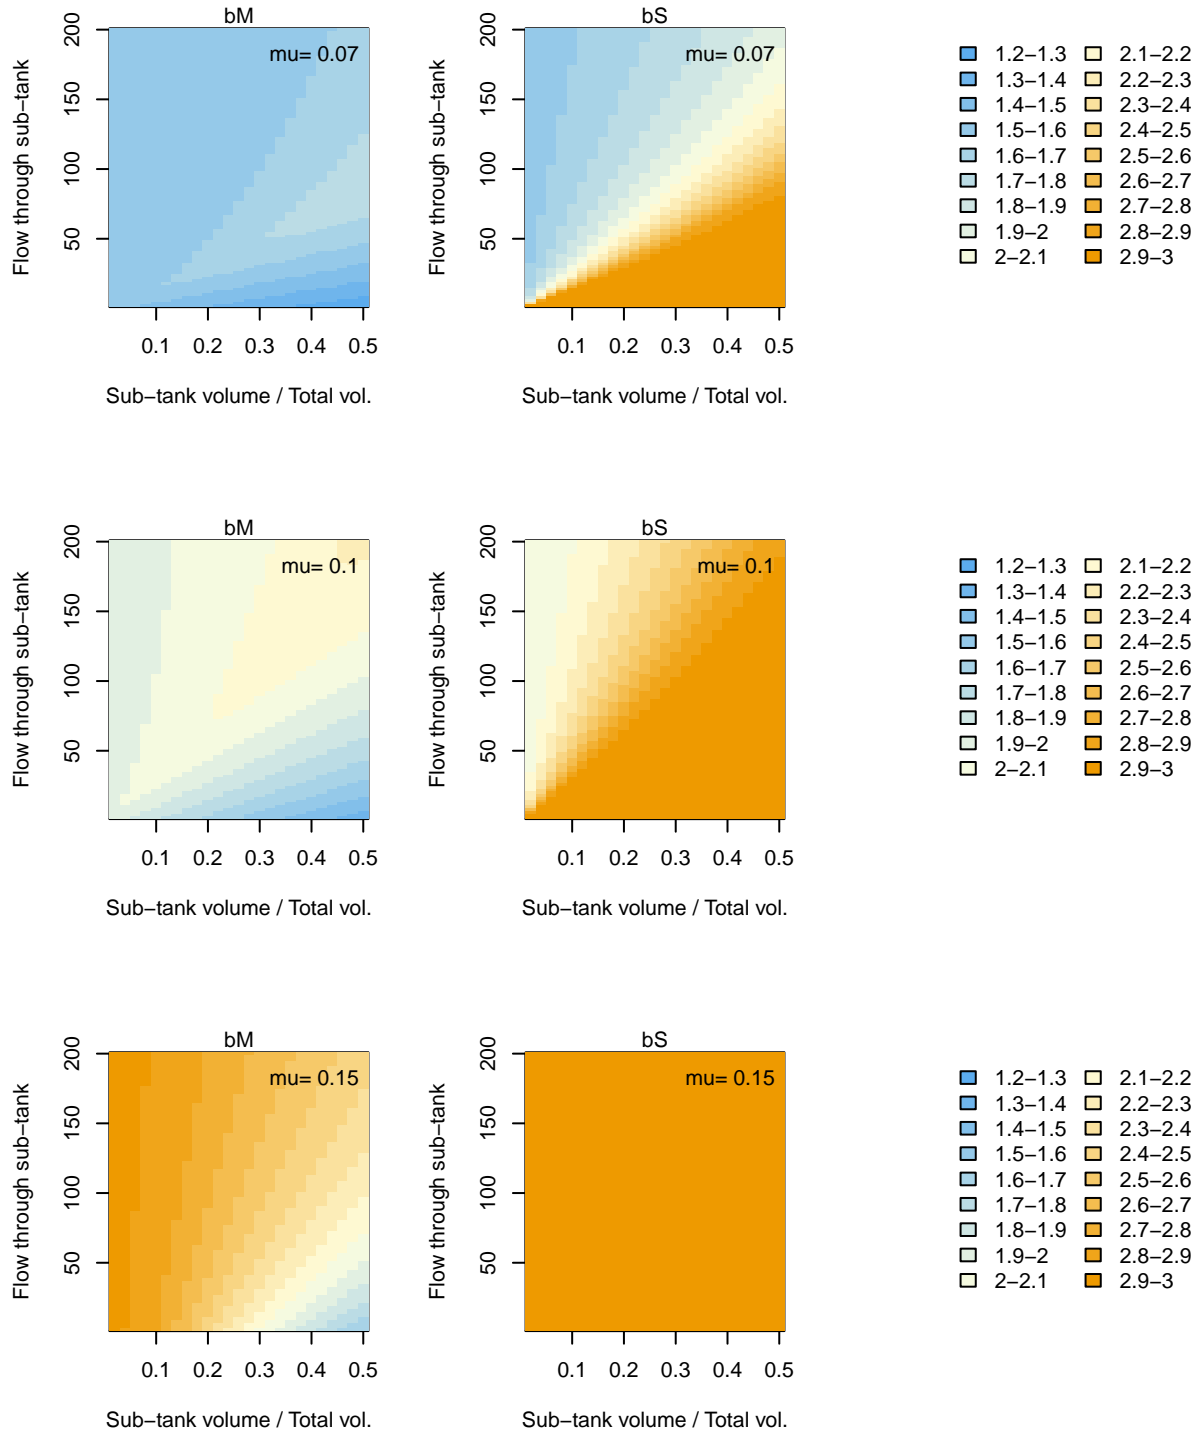 bM
bS
mu= 0.07
mu= 0.07
Flow through sub−tank
200
150
100
50
0.1 0.2 0.3 0.4 0.5
Sub−tank volume / Total vol.
Flow through sub−tank
200
150
100
50
0.1 0.2 0.3 0.4 0.5
Sub−tank volume / Total vol.
1.2−1.3 2.1−2.2
1.3−1.4 2.2−2.3
1.4−1.5 2.3−2.4
1.5−1.6 2.4−2.5
1.6−1.7 2.5−2.6
1.7−1.8 2.6−2.7
1.8−1.9 2.7−2.8
1.9−2 2.8−2.9
2−2.1 2.9−3
bM
bS
mu= 0.1
mu= 0.1
Flow through sub−tank
200
150
100
50
0.1 0.2 0.3 0.4 0.5
Sub−tank volume / Total vol.
Flow through sub−tank
200
150
100
50
0.1 0.2 0.3 0.4 0.5
Sub−tank volume / Total vol.
1.2−1.3 2.1−2.2
1.3−1.4 2.2−2.3
1.4−1.5 2.3−2.4
1.5−1.6 2.4−2.5
1.6−1.7 2.5−2.6
1.7−1.8 2.6−2.7
1.8−1.9 2.7−2.8
1.9−2 2.8−2.9
2−2.1 2.9−3
bM
bS
mu= 0.15
mu= 0.15
Flow through sub−tank
200
150
100
50
0.1 0.2 0.3 0.4 0.5
Sub−tank volume / Total vol.
Flow through sub−tank
200
150
100
50
0.1 0.2 0.3 0.4 0.5
Sub−tank volume / Total vol.
1.2−1.3 2.1−2.2
1.3−1.4 2.2−2.3
1.4−1.5 2.3−2.4
1.5−1.6 2.4−2.5
1.6−1.7 2.5−2.6
1.7−1.8 2.6−2.7
1.8−1.9 2.7−2.8
1.9−2 2.8−2.9
2−2.1 2.9−3